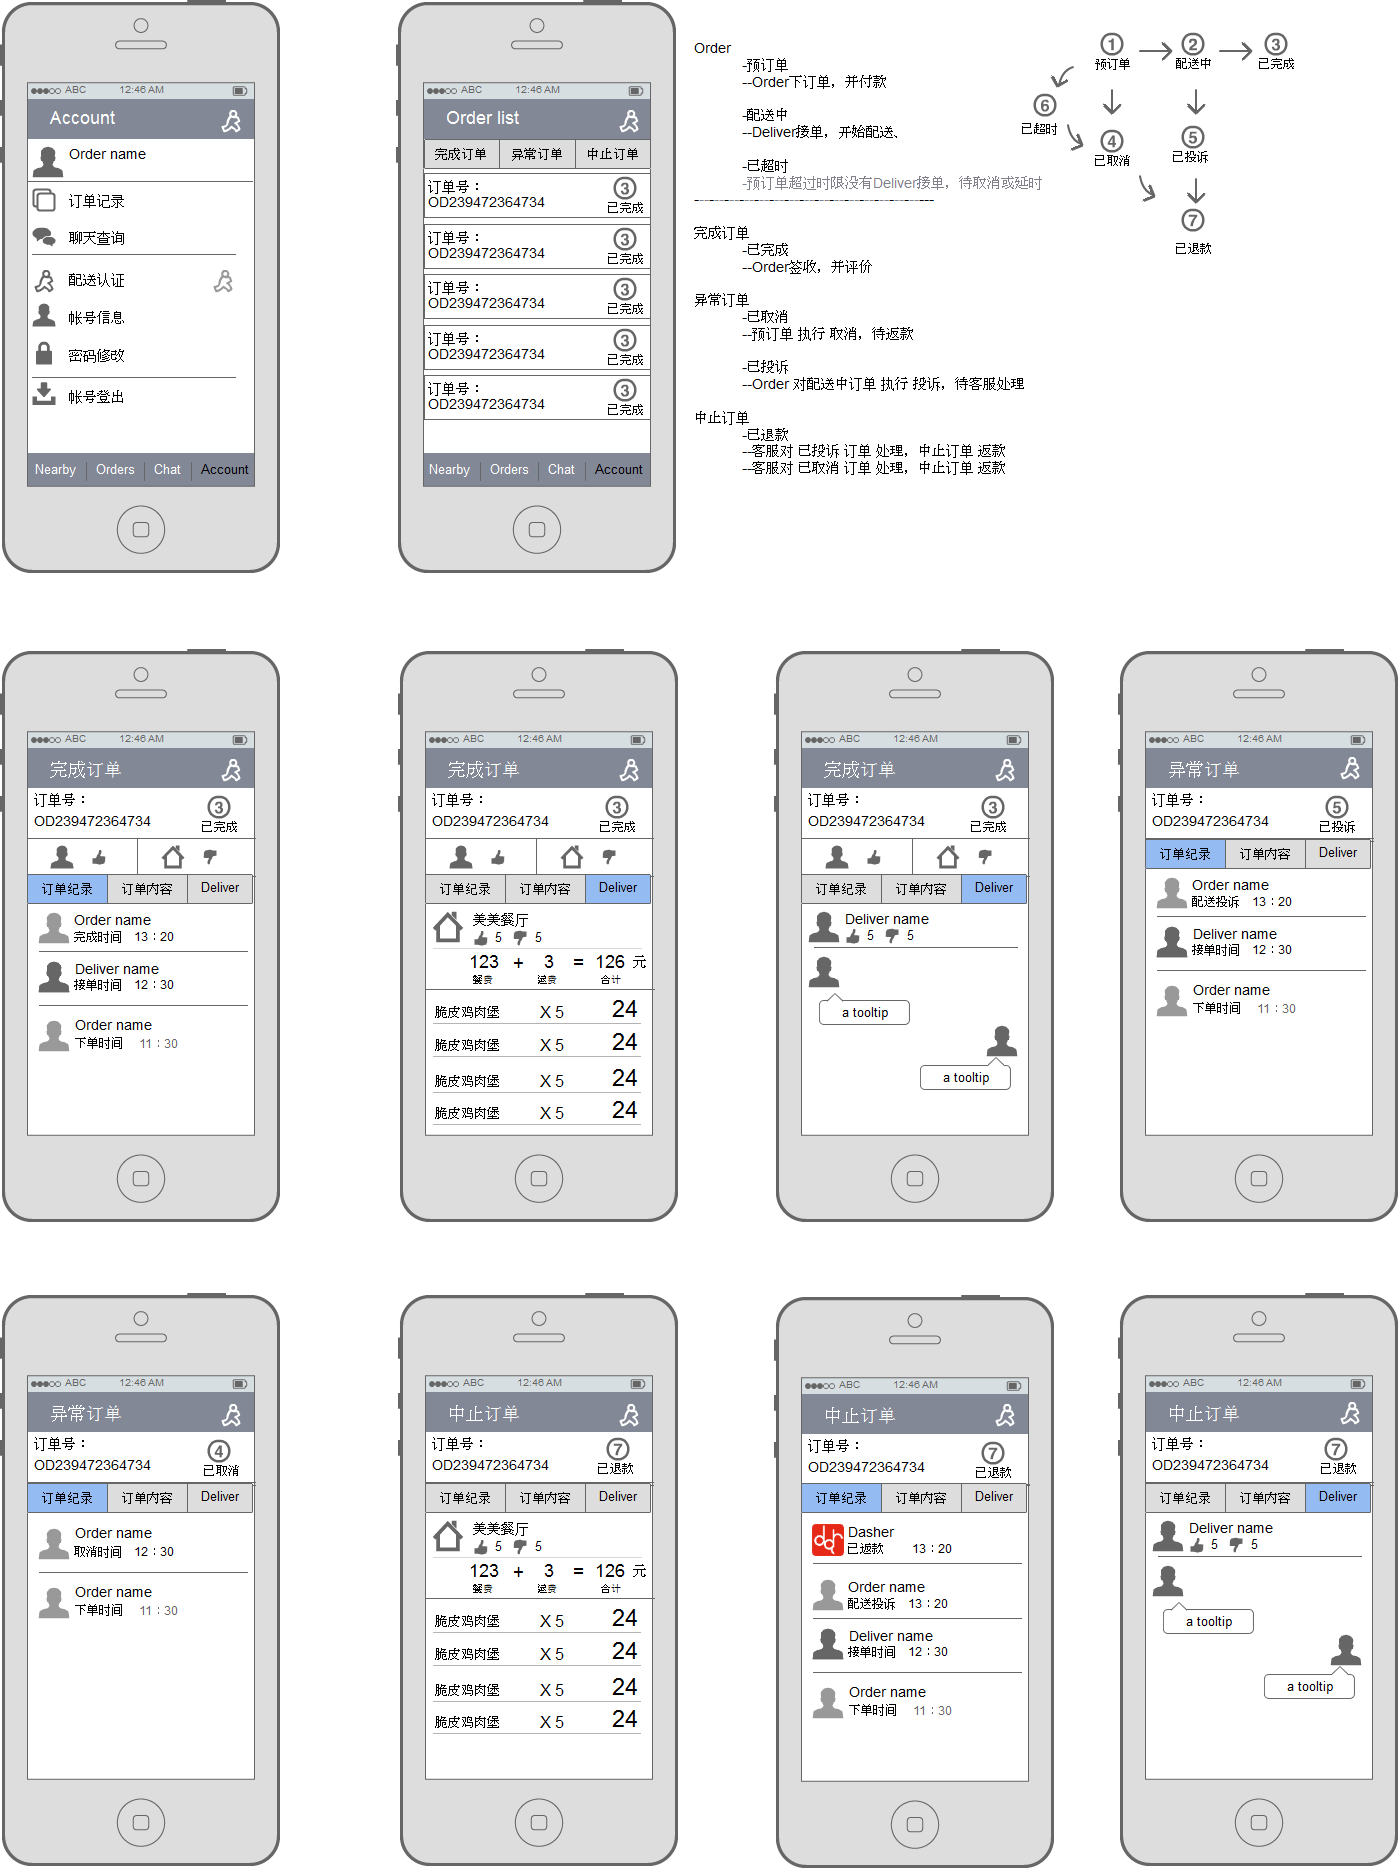 ABC 12:46 AM
Account
Order name
订单记录
聊天查询
配送认证
帐号信息
密码修改
帐号登出
Nearby Orders Chat Account
ABC 12:46 AM
Order list
完成订单 异常订单 中止订单
订单号：
OD239472364734
3
已完成
订单号：
OD239472364734
3
已完成
订单号：
OD239472364734
3
已完成
订单号：
OD239472364734
3
已完成
订单号：
OD239472364734
3
已完成
Nearby Orders Chat Account
Order
-预订单
--Order下订单，并付款
-配送中
--Deliver接单，开始配送、
-已超时
-预订单超过时限没有Deliver接单，待取消或延时
------------------------------
完成订单
-已完成
--Order签收，并评价
异常订单
-已取消
--预订单 执行 取消，待返款
-已投诉
--Order 对配送中订单 执行 投诉，待客服处理
中止订单
-已退款
--客服对 已投诉 订单 处理，中止订单 返款
--客服对 已取消 订单 处理，中止订单 返款
1 2 3
预订单 配送中 已完成
6
已超时
4
已取消
5
已投诉
7
已退款
ABC 12:46 AM
完成订单
订单号：
OD239472364734
3
已完成
订单纪录 订单内容 Deliver
Order name
完成时间 13：20
Deliver name
接单时间 12：30
Order name
下单时间 11：30
ABC 12:46 AM
完成订单
订单号：
OD239472364734
3
已完成
订单纪录 订单内容 Deliver
美美餐厅
5 5
123 + 3 = 126 元
餐费 递费 合计
脆皮鸡肉堡 X 5 24
脆皮鸡肉堡 X 5 24
脆皮鸡肉堡 X 5 24
脆皮鸡肉堡 X 5 24
ABC 12:46 AM
完成订单
订单号：
OD239472364734
3
已完成
订单纪录 订单内容 Deliver
Deliver name
5 5
a tooltip
a tooltip
ABC 12:46 AM
异常订单
订单号：
OD239472364734
5
已投诉
订单纪录 订单内容 Deliver
Order name
配送投诉 13：20
Deliver name
接单时间 12：30
Order name
下单时间 11：30
ABC 12:46 AM
异常订单
订单号：
OD239472364734
4
已取消
订单纪录 订单内容 Deliver
Order name
取消时间 12：30
Order name
下单时间 11：30
ABC 12:46 AM
中止订单
订单号：
OD239472364734
7
已退款
订单纪录 订单内容 Deliver
美美餐厅
5 5
123 + 3 = 126 元
餐费 递费 合计
脆皮鸡肉堡 X 5 24
脆皮鸡肉堡 X 5 24
脆皮鸡肉堡 X 5 24
脆皮鸡肉堡 X 5 24
ABC 12:46 AM
中止订单
订单号：
OD239472364734
7
已退款
订单纪录 订单内容 Deliver
Dasher
已返款 13：20
Order name
配送投诉 13：20
Deliver name
接单时间 12：30
Order name
下单时间 11：30
ABC 12:46 AM
中止订单
订单号：
OD239472364734
7
已退款
订单纪录 订单内容 Deliver
Deliver name
5 5
a tooltip
a tooltip